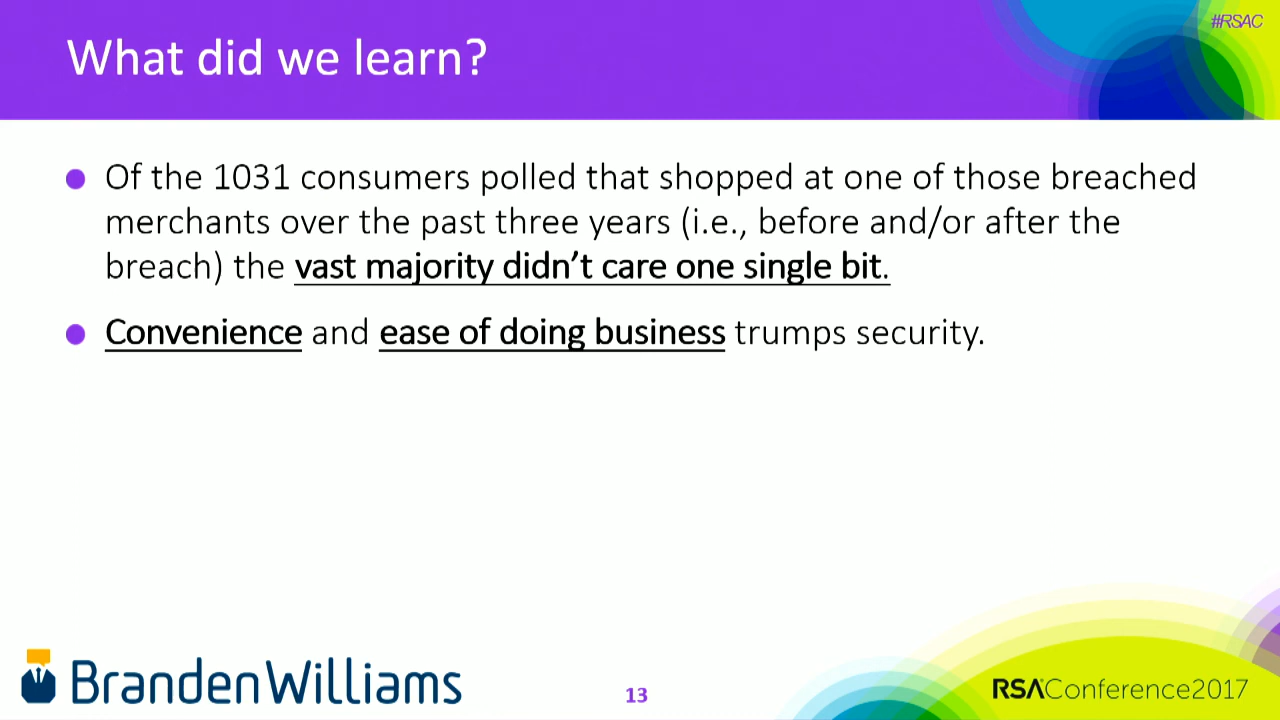 #RSAC
What did we learn?
Of the 1031 consumers polled that shopped at one of those breached
merchants over the past three years (i.e., before and/or after the
breach) the vast majority didn’t care one single bit.
Convenience and ease of doing business trumps security.
BrandenWilliams
13
RSAConference2017